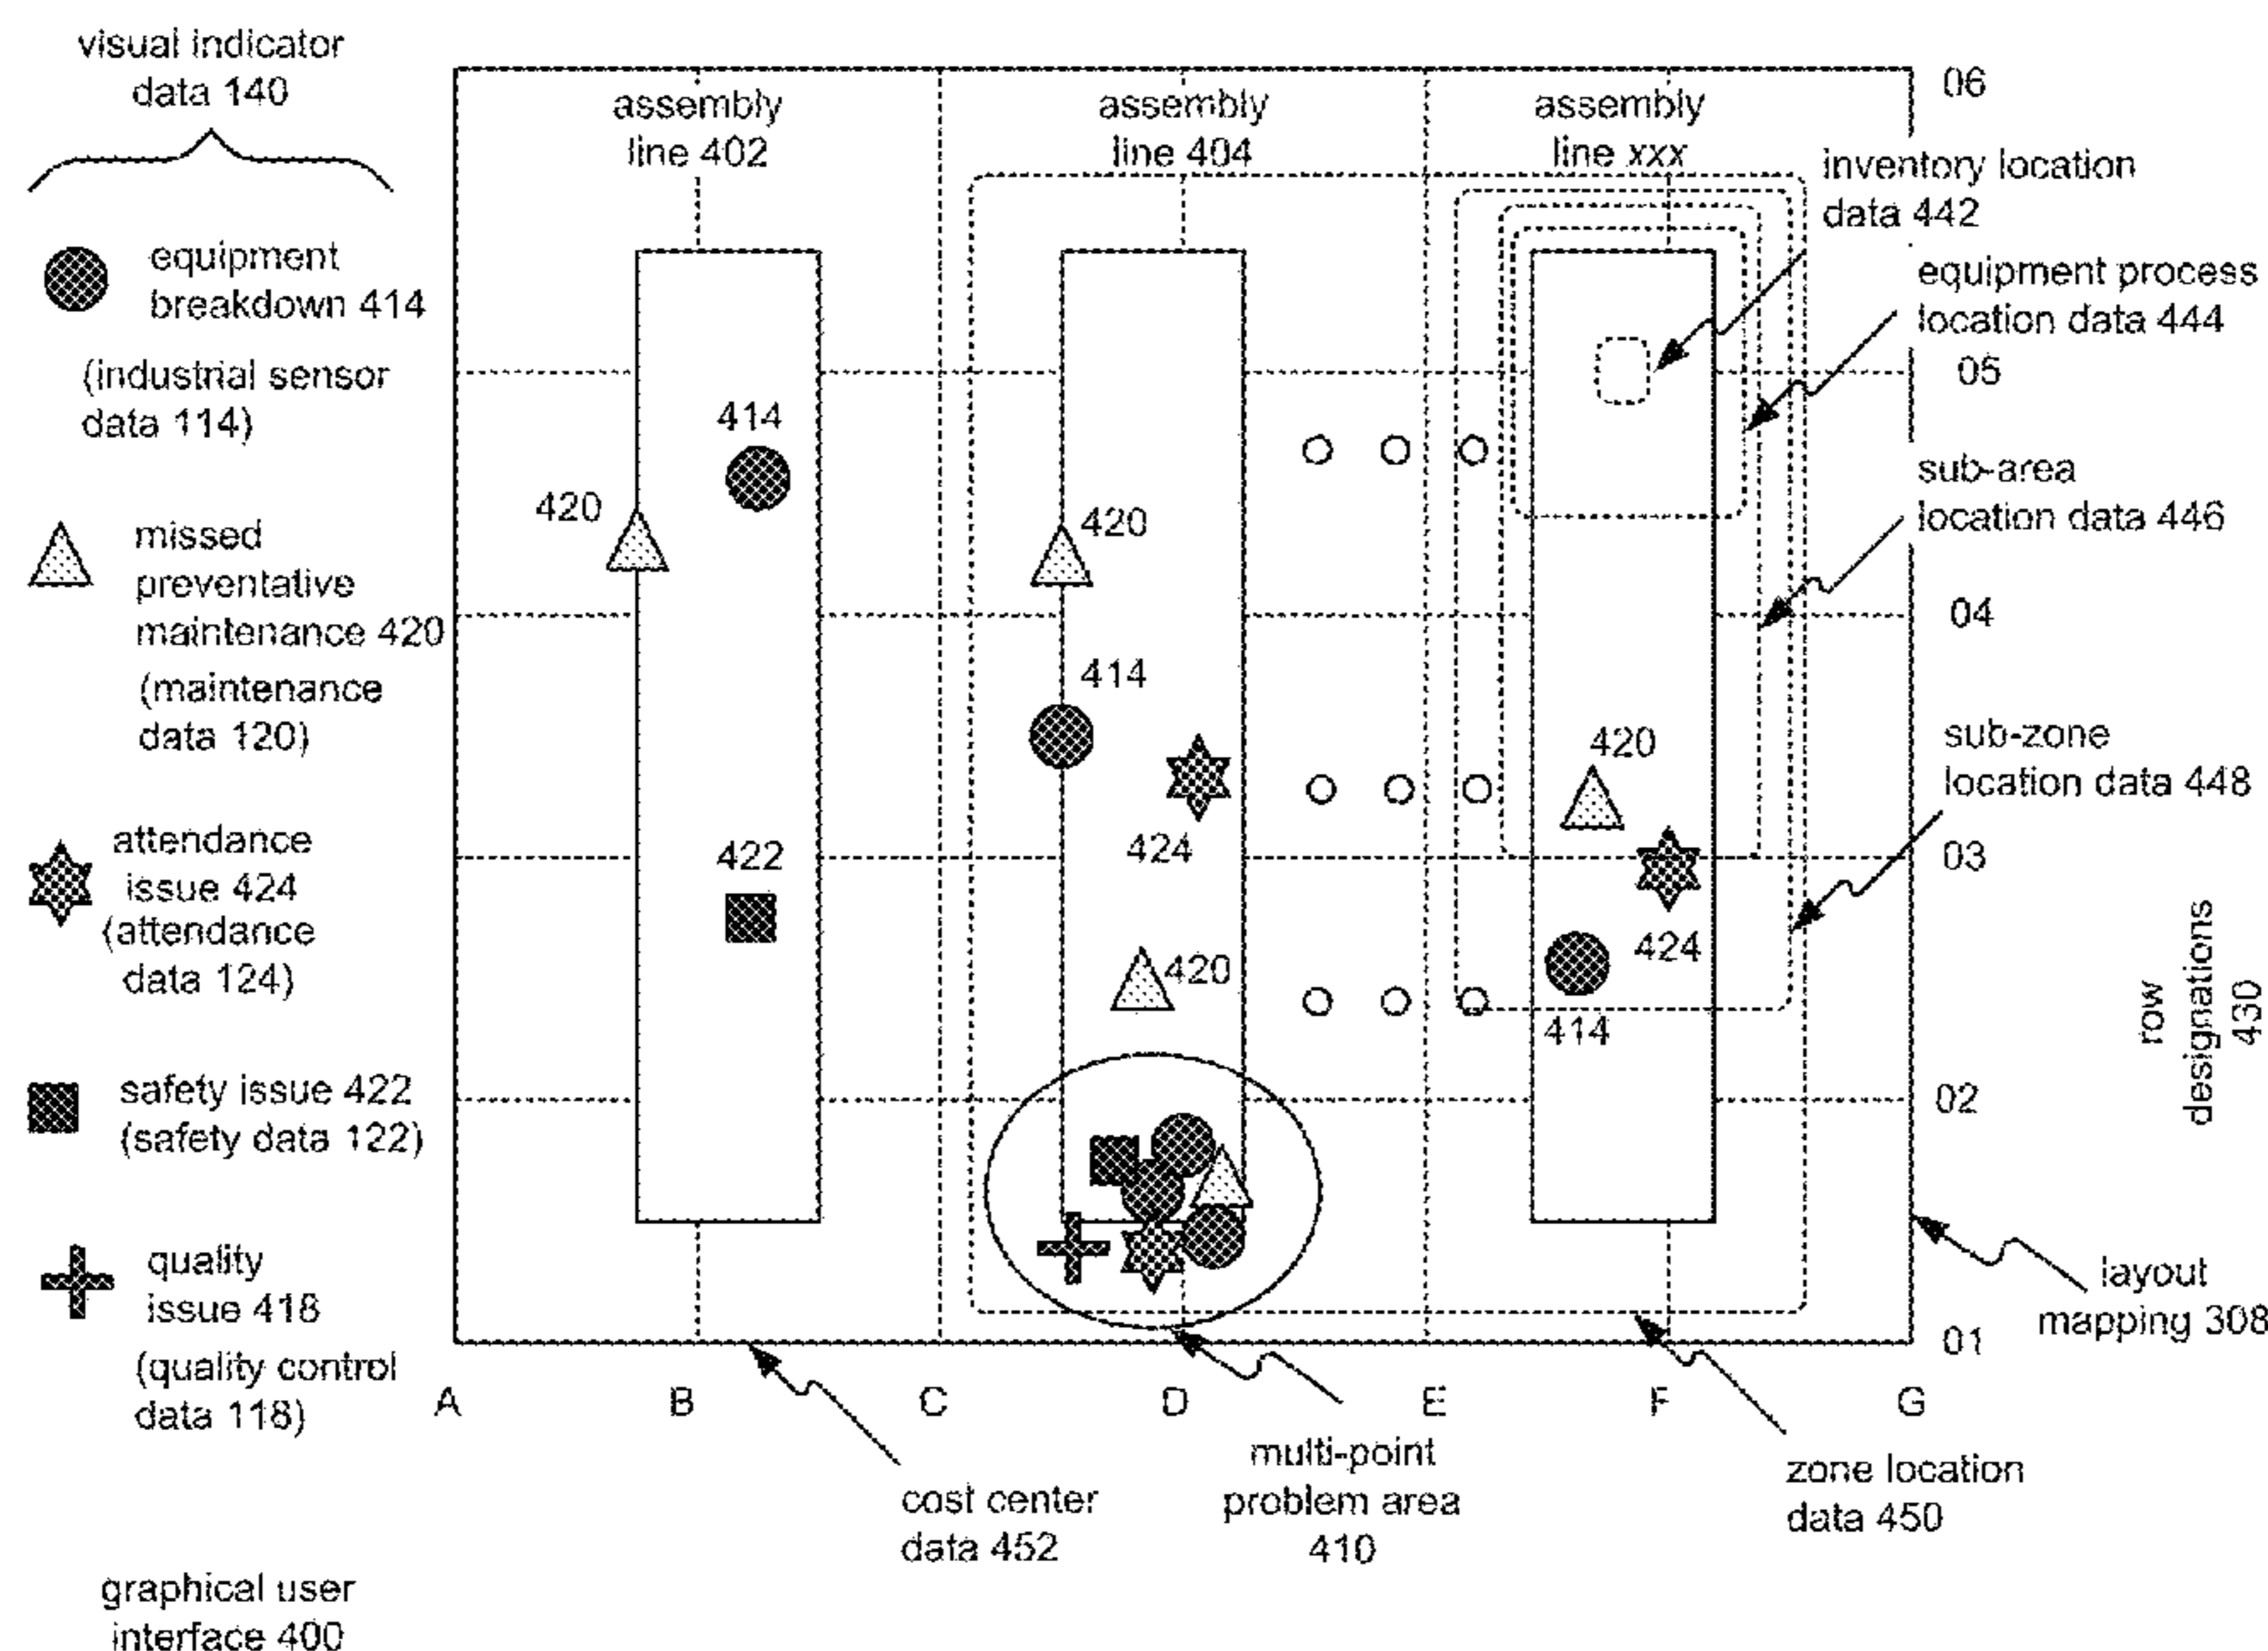 visual indicator
data 140
equipment
breakdown 414
(industrial sensor
data 114)
missed
preventative
maintenance 420
(maintenance
data 120)
attendance
issue 424
(attendance
data 124)
safety issue 422
(safety data 122)
quality
issue 418
(quality control
data 118)
graphical user
interface 400
assembly
line 402
assembly
line 404
assembly
line xxx
414
420
422
420
414
424
420
420
424
414
06
05
04
03
02
01
A B C D E F G
inventory location
data 442
equipment process
location data 444
sub-area
location data 446
sub-zone
location data 448
row
designations
430
layout
mapping 308
zone location
data 450
multi-point
problem area
410
cost center
data 452